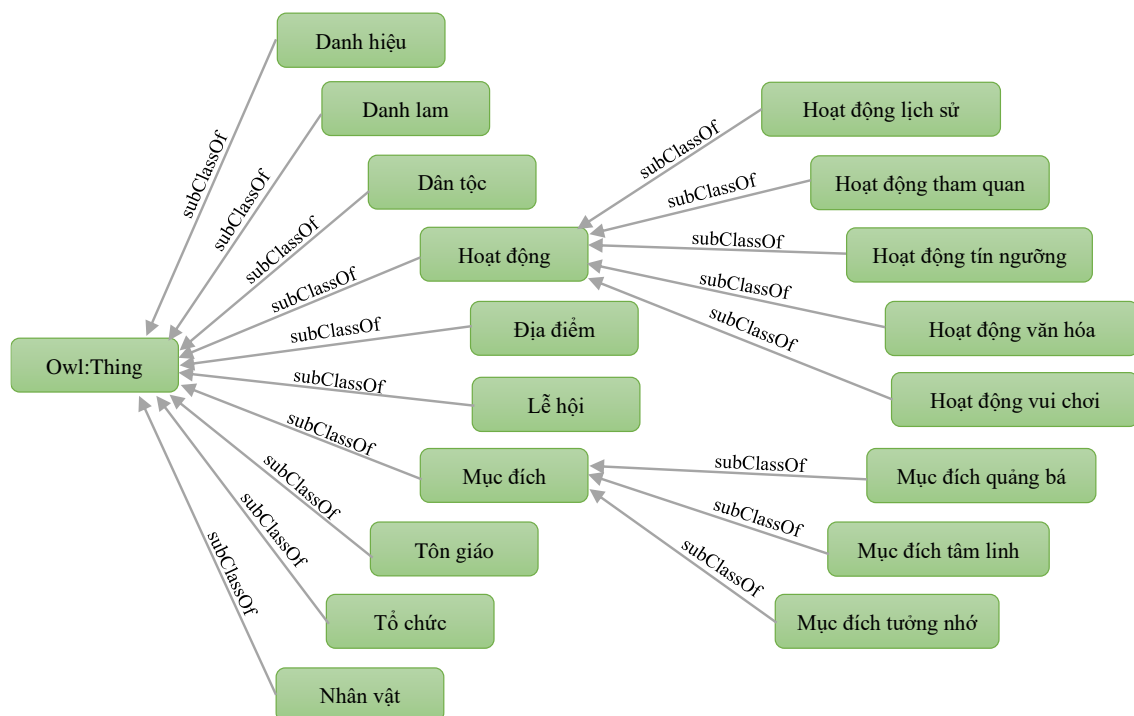 Danh hiệu
subClassOf
Danh lam
subClassOf
Dân tộc
subClassOf
Hoạt động
subClassOf
Địa điểm
subClassOf
Owl:Thing
Lễ hội
subClassOf
Mục đích
subClassOf
Tôn giáo
subClassOf
Tổ chức
subClassOf
Nhân vật
subClassOf
Hoạt động lịch sử
subClassOf
Hoạt động tham quan
subClassOf
Hoạt động tín ngưỡng
subClassOf
Hoạt động văn hóa
subClassOf
Hoạt động vui chơi
subClassOf
Mục đích quảng bá
subClassOf
Mục đích tâm linh
subClassOf
Mục đích tưởng nhớ
subClassOf